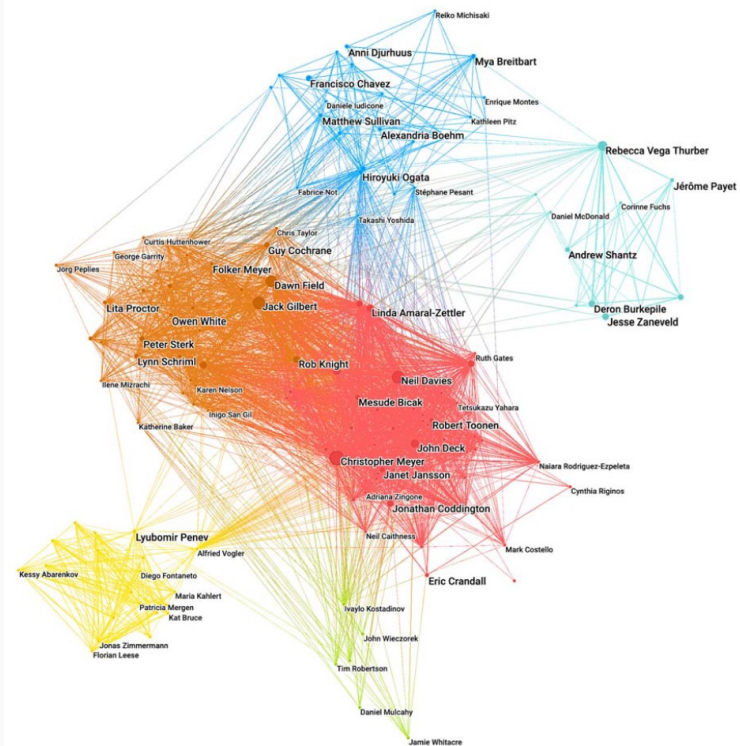 Reiko Michisaki
Anni Djurhuus
Mya Breitbart
Francisco Chavez
Enrique Montes
Daniele Iudicone
Matthew Sullivan
Kathleen Pitz
Alexandria Boehm
Rebecca Vega Thurber
Hiroyuki Ogata
Jérôme Payet
Fabrice Not
Stéphane Pesant
Corinne Fuchs
Daniel McDonald
Takashi Yoshida
Chris Taylor
Curtis Huttenhower
Guy Cochrane
George Garrity
Andrew Shantz
Jorg Peplies
Folker Meyer
Dawn Field
Lita Proctor
Jack Gilbert
Linda Amaral-Zettler
Deron Burkepile
Owen White
Jesse Zaneveld
Peter Sterk
Lynn Schriml
Rob Knight
Ruth Gates
Ilene Mizrachi
Neil Davies
Karen Nelson
Mesude Bicak
Tetsukazu Yahara
Inigo San Gil
Katherine Baker
Robert Toonen
John Deck
Christopher Meyer
Naiara Rodriguez-Ezpeleta
Janet Jansson
Cynthia Riginos
Adriana Zingone
Jonathan Coddington
Neil Caithness
Lyubomir Penev
Mark Costello
Alfried Vogler
Kessy Abarenkov
Diego Fontaneto
Eric Crandall
Maria Kahlert
Patricia Mergen
Ivaylo Kostadinov
Kat Bruce
John Wieczorek
Jonas Zimmermann
Florian Leese
Tim Robertson
Daniel Mulcahy
Jamie Whitacre